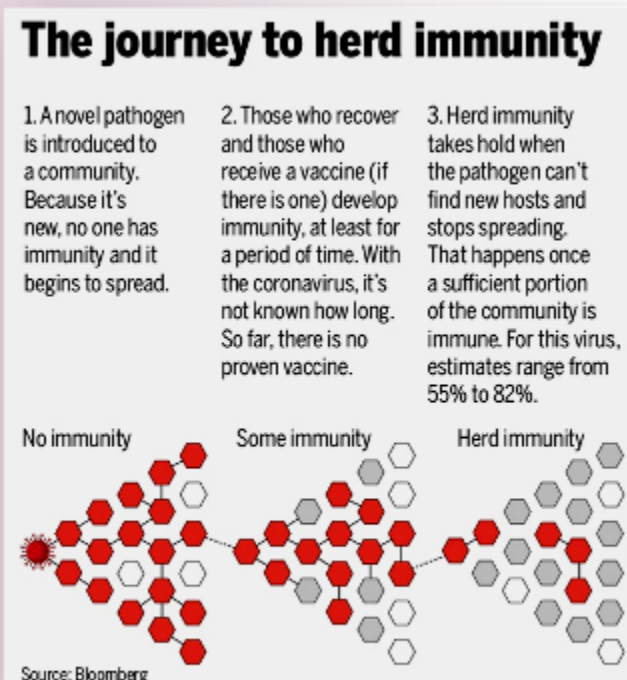 The journey to herd immunity
1. A novel pathogen
is introduced to
a community.
Because it's
new, no one has
immunity and it
begins to spread.
2. Those who recover
and those who
receive a vaccine (if
there is one) develop
immunity, at least for
a period of time. With
the coronavirus, it's
not known how long.
So far, there is no
proven vaccine.
3. Herd immunity
takes hold when
the pathogen can't
find new hosts and
stops spreading.
That happens once
a sufficient portion
of the community is
immune. For this virus,
estimates range from
55% to 82%.
No immunity
Some immunity
Herd immunity
Source: Bloomberg